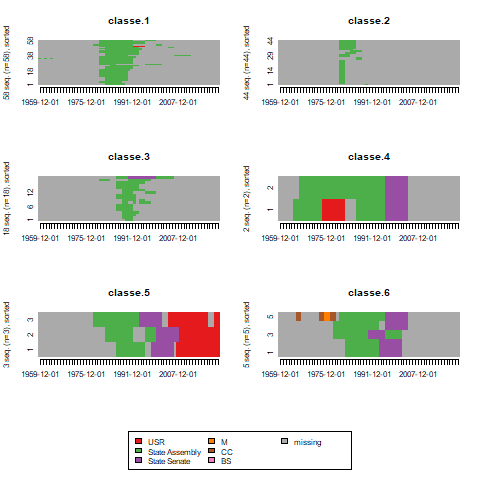 classe.1
classe.2
58 seq. (n=58), sorted
1 18 38 58
1959-12-01 1975-12-01 1991-12-01 2007-12-01
44 seq. (n=44), sorted
1 14 29 44
1959-12-01 1975-12-01 1991-12-01 2007-12-01
classe.3
classe.4
18 seq. (n=18), sorted
1 6 12
1959-12-01 1975-12-01 1991-12-01 2007-12-01
2 seq. (n=2), sorted
1 2
1959-12-01 1975-12-01 1991-12-01 2007-12-01
classe.5
classe.6
3 seq. (n=3), sorted
1 2 3
1959-12-01 1975-12-01 1991-12-01 2007-12-01
5 seq. (n=5), sorted
1 3 5
1959-12-01 1975-12-01 1991-12-01 2007-12-01
USR M missing
State Assembly CC
State Senate BS